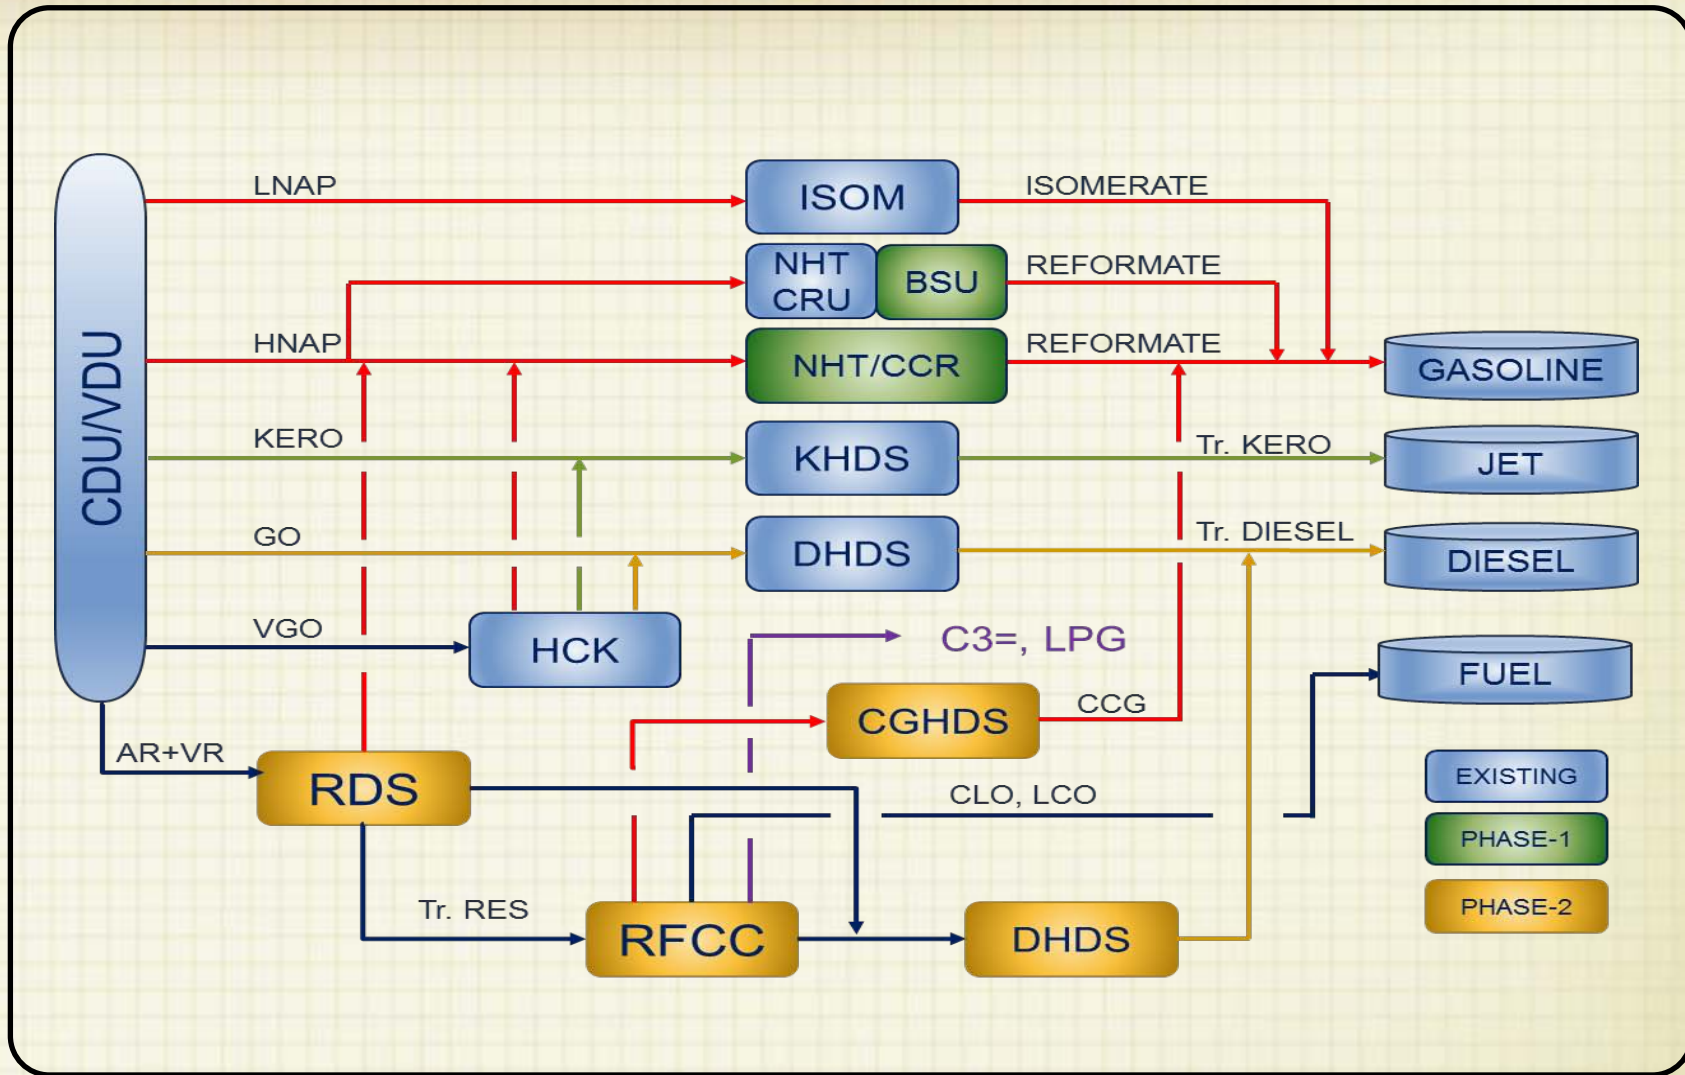 LNAP
ISOM
ISOMERATE
NHT
CRU
BSU
REFORMATE
CDU/VDU
HNAP
NHT/CCR
REFORMATE
GASOLINE
KERO
KHDS
Tr. KERO
JET
GO
DHDS
Tr. DIESEL
DIESEL
VGO
HCK
C3=, LPG
FUEL
CGHDS
CCG
AR+VR
RDS
CLO, LCO
EXISTING
PHASE-1
Tr. RES
RFCC
DHDS
PHASE-2